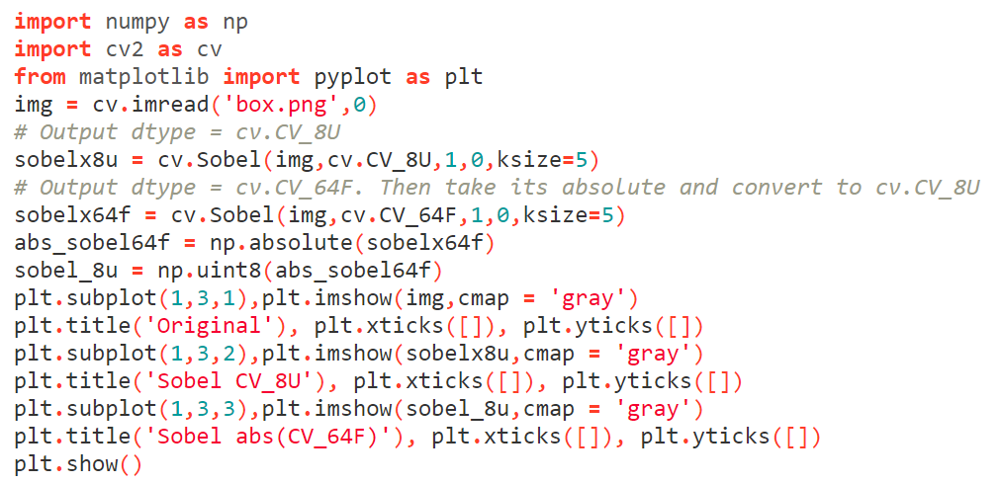 import numpy as np
import cv2 as cv
from matplotlib import pyplot as plt
img = cv.imread('box.png',0)
# Output dtype = cv.CV_8U
sobelx8u = cv.Sobel(img,cv.CV_8U,1,0,ksize=5)
# Output dtype = cv.CV_64F. Then take its absolute and convert to cv.CV_8U
sobelx64f = cv.Sobel(img,cv.CV_64F,1,0,ksize=5)
abs_sobel64f = np.absolute(sobelx64f)
sobel_8u = np.uint8(abs_sobel64f)
plt.subplot(1,3,1),plt.imshow(img,cmap = 'gray')
plt.title('Original'), plt.xticks([]), plt.yticks([])
plt.subplot(1,3,2),plt.imshow(sobelx8u,cmap = 'gray')
plt.title('Sobel CV_8U'), plt.xticks([]), plt.yticks([])
plt.subplot(1,3,3),plt.imshow(sobel_8u,cmap = 'gray')
plt.title('Sobel abs(CV_64F)'), plt.xticks([]), plt.yticks([])
plt.show()